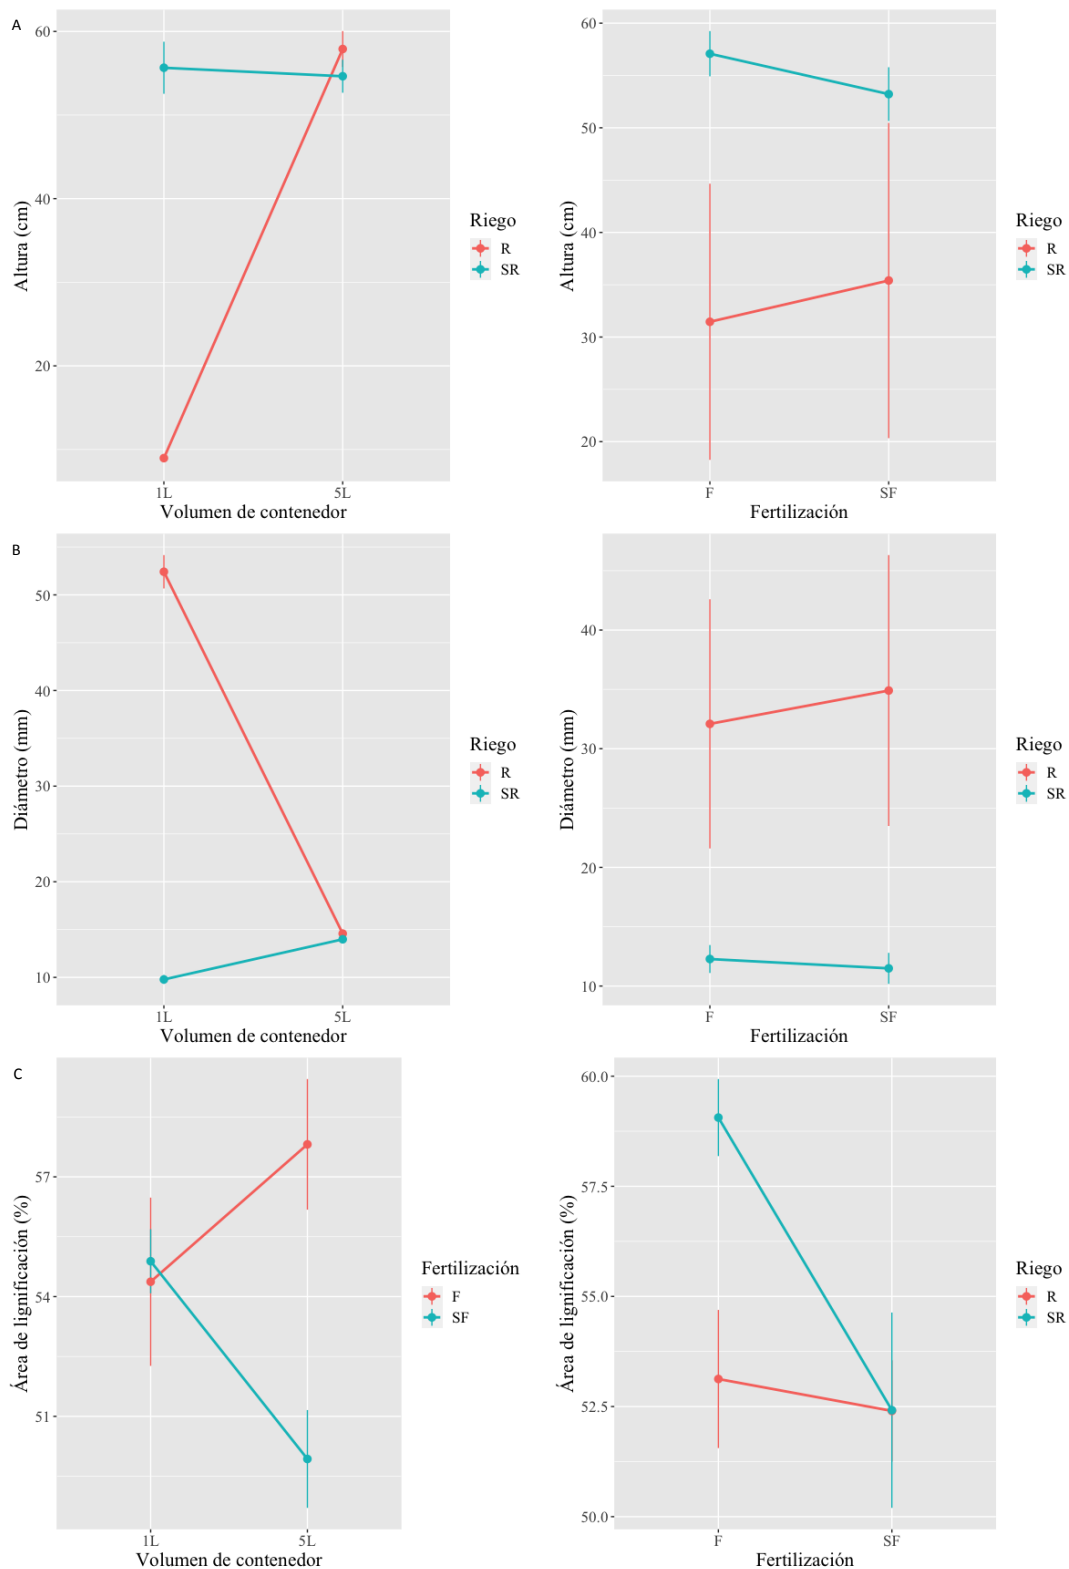 A
60
40
20
Altura (cm)
1L
5L
Volumen de contenedor
Riego
R
SR
60
50
40
30
20
Altura (cm)
F
SF
Fertilización
Riego
R
SR
B
50
40
30
20
10
Diámetro (mm)
1L
5L
Volumen de contenedor
Riego
R
SR
40
30
20
10
Diámetro (mm)
F
SF
Fertilización
Riego
R
SR
C
57
54
51
Área de lignificación (%)
1L
5L
Volumen de contenedor
Fertilización
F
SF
60.0
57.5
55.0
52.5
50.0
Área de lignificación (%)
F
SF
Fertilización
Riego
R
SR